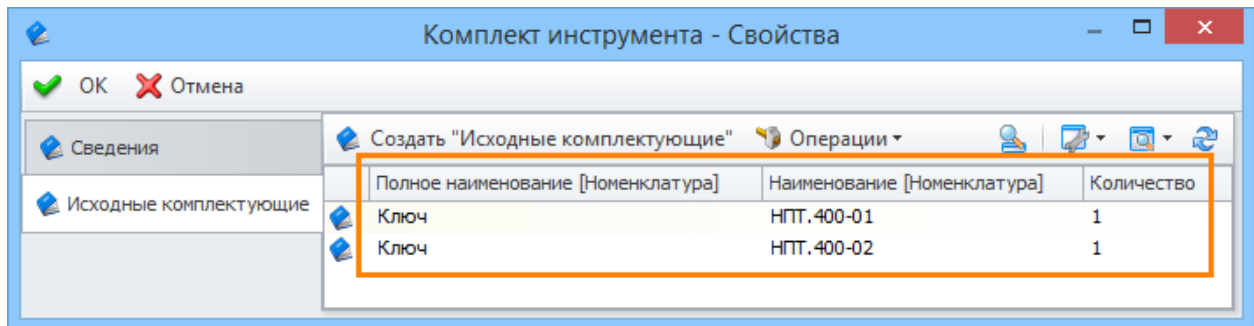 Комплект инструмента - Свойства
ОК Отмена
Сведения
Исходные комплектующие
Создать "Исходные комплектующие" Операции
Полное наименование [Номенклатура] Наименование [Номенклатура] Количество
Ключ НПТ.400-01 1
Ключ НПТ.400-02 1